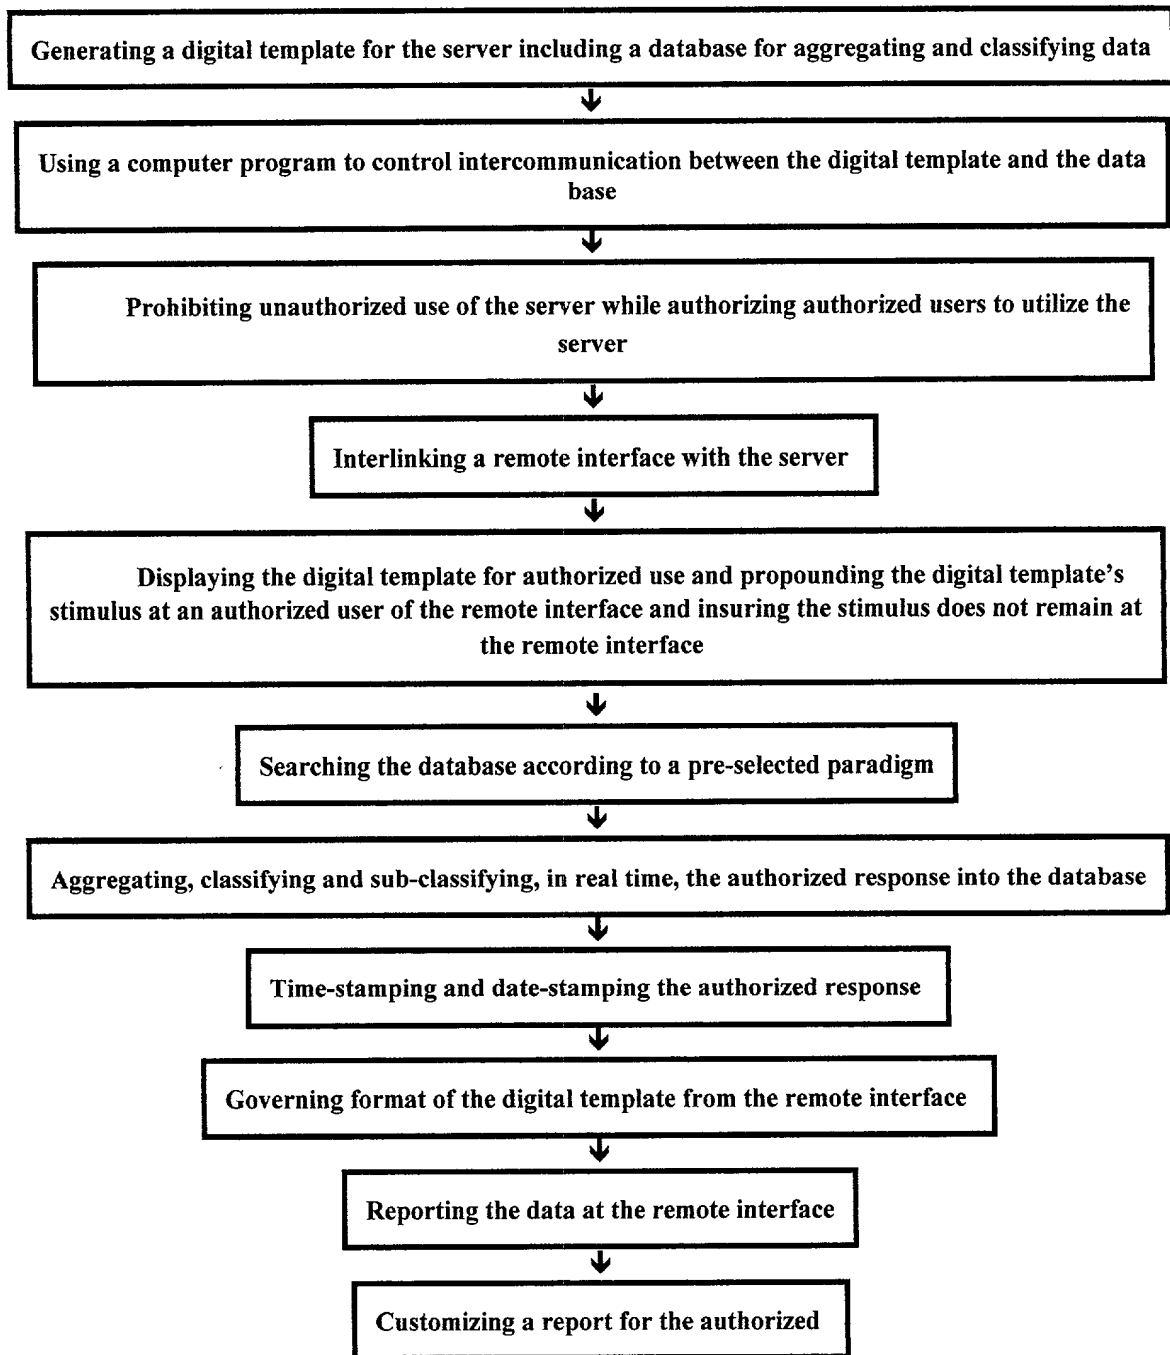 Generating a digital template for the server including a database for aggregating and classifying data
Using a computer program to control intercommunication between the digital template and the data
base
Prohibiting unauthorized use of the server while authorizing authorized users to utilize the
server
Interlinking a remote interface with the server
Displaying the digital template for authorized use and propounding the digital template's
stimulus at an authorized user of the remote interface and insuring the stimulus does not remain at
the remote interface
Searching the database according to a pre-selected paradigm
Aggregating, classifying and sub-classifying, in real time, the authorized response into the database
Time-stamping and date-stamping the authorized response
Governing format of the digital template from the remote interface
Reporting the data at the remote interface
Customizing a report for the authorized